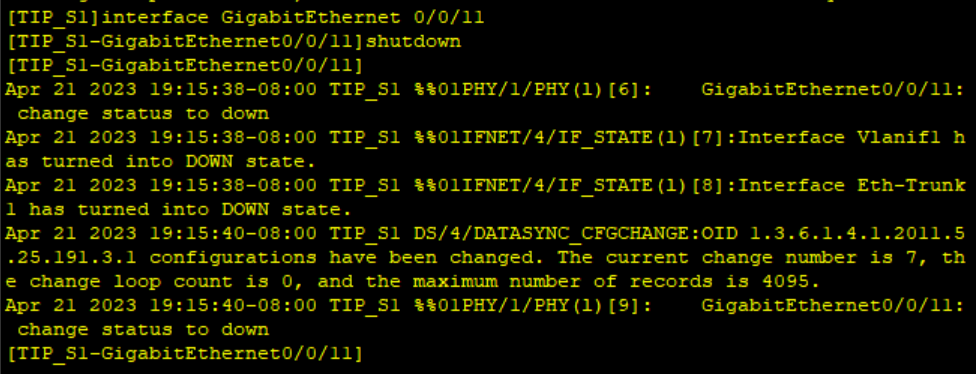 [TIP_S1]interface GigabitEthernet 0/0/11
[TIP_S1-GigabitEthernet0/0/11]shutdown
[TIP_S1-GigabitEthernet0/0/11]
Apr 21 2023 19:15:38-08:00 TIP_S1 %%01PHY/1/PHY(l)[6]:    GigabitEthernet0/0/11:
 change status to down
Apr 21 2023 19:15:38-08:00 TIP_S1 %%01IFNET/4/IF_STATE(l)[7]:Interface Vlanif1 h
as turned into DOWN state.
Apr 21 2023 19:15:38-08:00 TIP_S1 %%01IFNET/4/IF_STATE(l)[8]:Interface Eth-Trunk
1 has turned into DOWN state.
Apr 21 2023 19:15:40-08:00 TIP_S1 DS/4/DATASYNC_CFGCHANGE:OID 1.3.6.1.4.1.2011.5
.25.191.3.1 configurations have been changed. The current change number is 7, th
e change loop count is 0, and the maximum number of records is 4095.
Apr 21 2023 19:15:40-08:00 TIP_S1 %%01PHY/1/PHY(l)[9]:    GigabitEthernet0/0/11:
 change status to down
[TIP_S1-GigabitEthernet0/0/11]